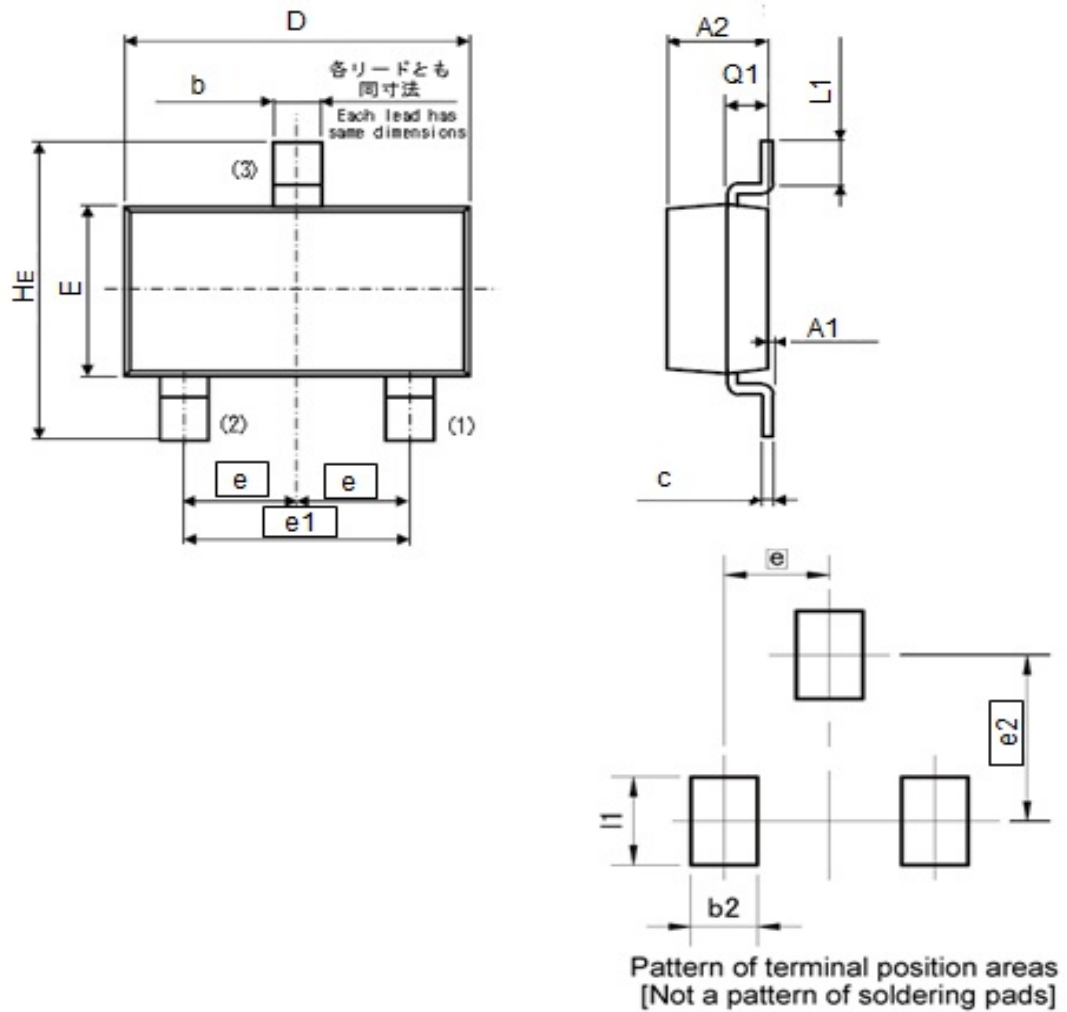 D
b
各リードとも
同寸法
Each lead has
same dimensions
(3)
HE
E
(2)
(1)
e
e
e1
A2
Q1
L1
A1
c
e
e2
l1
b2
Pattern of terminal position areas
[Not a pattern of soldering pads]